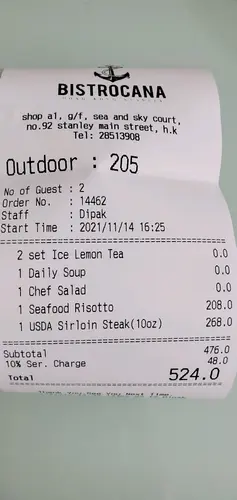 BISTROCANA
shop a1, g/f, sea and sky court,
no.92 stanley main street, h.k
Tel: 28513908
Outdoor : 205
No of Guest : 2
Order No. : 14462
Staff : Dipak
Start Time : 2021/11/14 16:25
2 set Ice Lemon Tea 0.0
1 Daily Soup 0.0
1 Chef Salad 0.0
1 Seafood Risotto 208.0
1 USDA Sirloin Steak(10oz) 268.0
Subtotal 476.0
10% Ser. Charge 48.0
Total 524.0